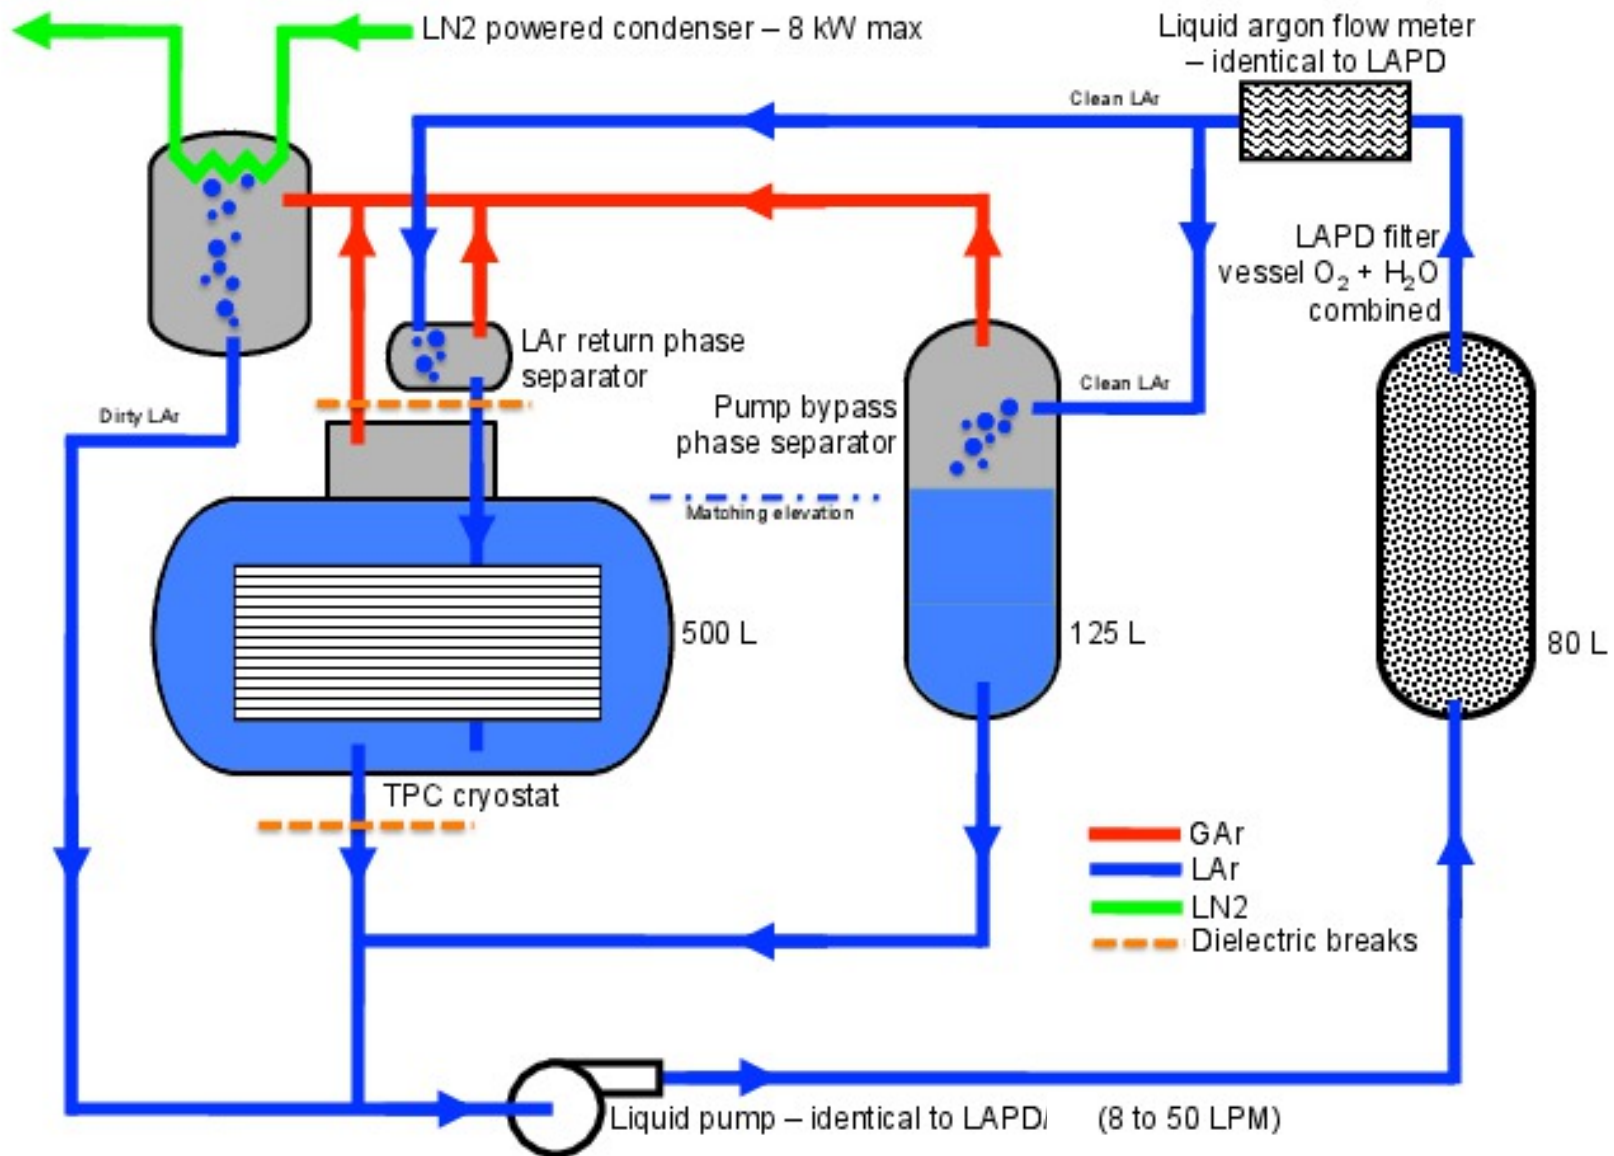 LN2 powered condenser – 8 kW max
Liquid argon flow meter
– identical to LAPD
Clean LAr
LAPD filter
vessel O₂ + H₂O
combined
LAr return phase
separator
Clean LAr
Dirty LAr
Pump bypass
phase separator
Matching elevation
500 L
125 L
80 L
TPC cryostat
GAr
LAr
LN2
Dielectric breaks
Liquid pump – identical to LAPD/ (8 to 50 LPM)